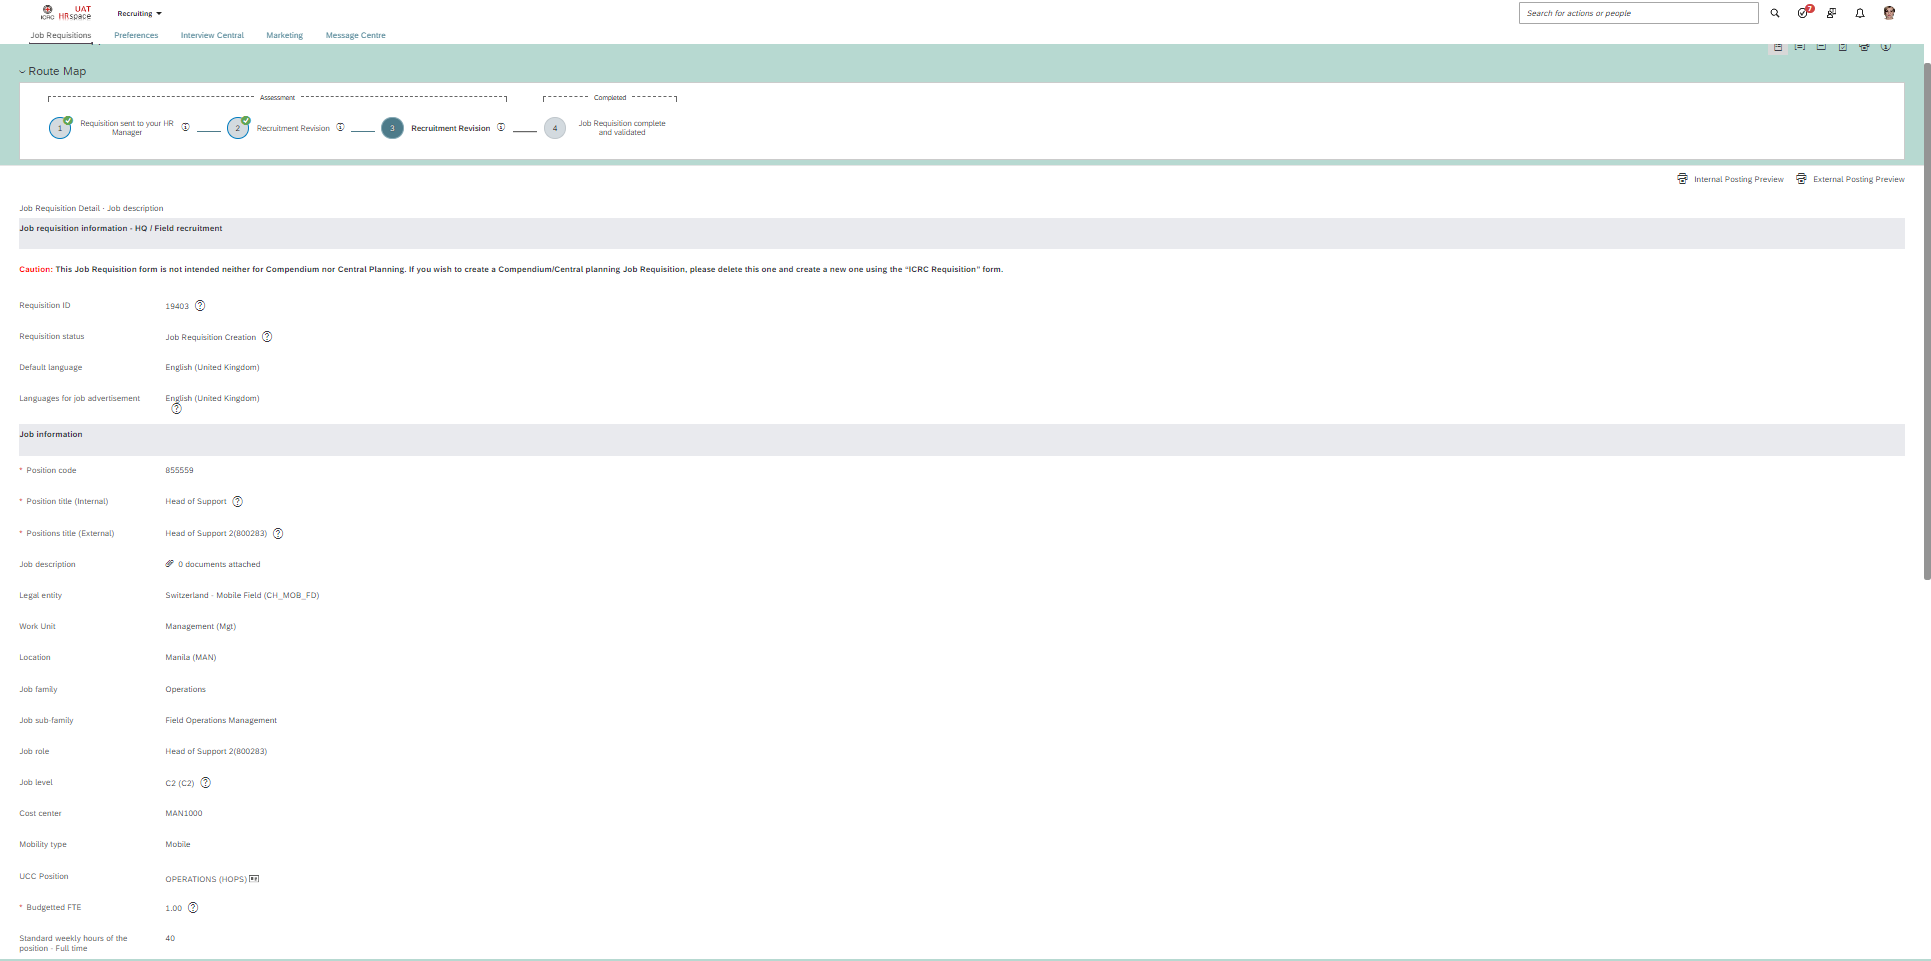 UAT
ICRC HRspace
Recruiting
Search for actions or people
7
Job Requisitions
Preferences
Interview Central
Marketing
Message Centre
Route Map
Assessment
Completed
1
Requisition sent to your HR
Manager
2
Recruitment Revision
3
Recruitment Revision
4
Job Requisition complete
and validated
Internal Posting Preview
External Posting Preview
Job Requisition Detail - Job description
Job requisition information - HQ / Field recruitment
Caution: This Job Requisition form is not intended neither for Compendium nor Central Planning. If you wish to create a Compendium/Central planning Job Requisition, please delete this one and create a new one using the "ICRC Requisition" form.
Requisition ID 19403
Requisition status Job Requisition Creation
Default language English (United Kingdom)
Languages for job advertisement English (United Kingdom)
Job information
* Position code 855559
* Position title (Internal) Head of Support
* Positions title (External) Head of Support 2(800283)
Job description 0 documents attached
Legal entity Switzerland - Mobile Field (CH_MOB_FD)
Work Unit Management (Mgt)
Location Manila (MAN)
Job family Operations
Job sub-family Field Operations Management
Job role Head of Support 2(800283)
Job level C2 (C2)
Cost center MAN1000
Mobility type Mobile
UCC Position OPERATIONS (HOPS)
* Budgetted FTE 1.00
Standard weekly hours of the 40
position - Full time